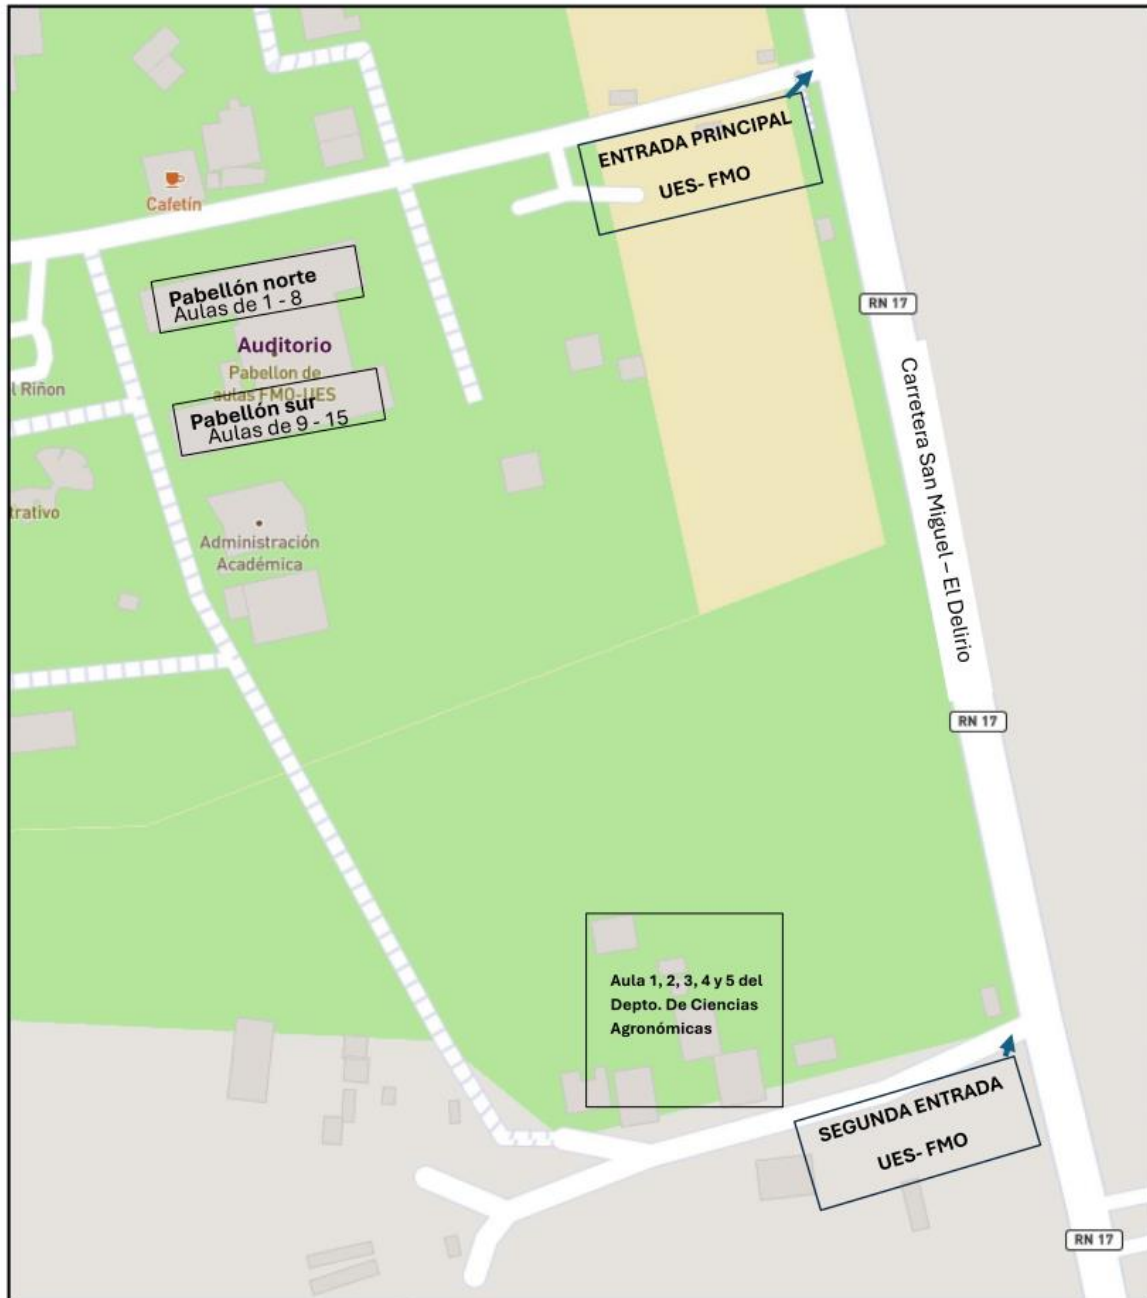 ENTRADA PRINCIPAL
UES- FMO
Cafetín
Pabellón norte
Aulas de 1 - 8
RN 17
Auditorio
Pabellon de
aulas FMO-UES
l Riñon
Pabellón sur
Aulas de 9 - 15
Carretera San Miguel – El Delirio
trativo
Administración
Académica
RN 17
Aula 1, 2, 3, 4 y 5 del
Depto. De Ciencias
Agronómicas
SEGUNDA ENTRADA
UES- FMO
RN 17